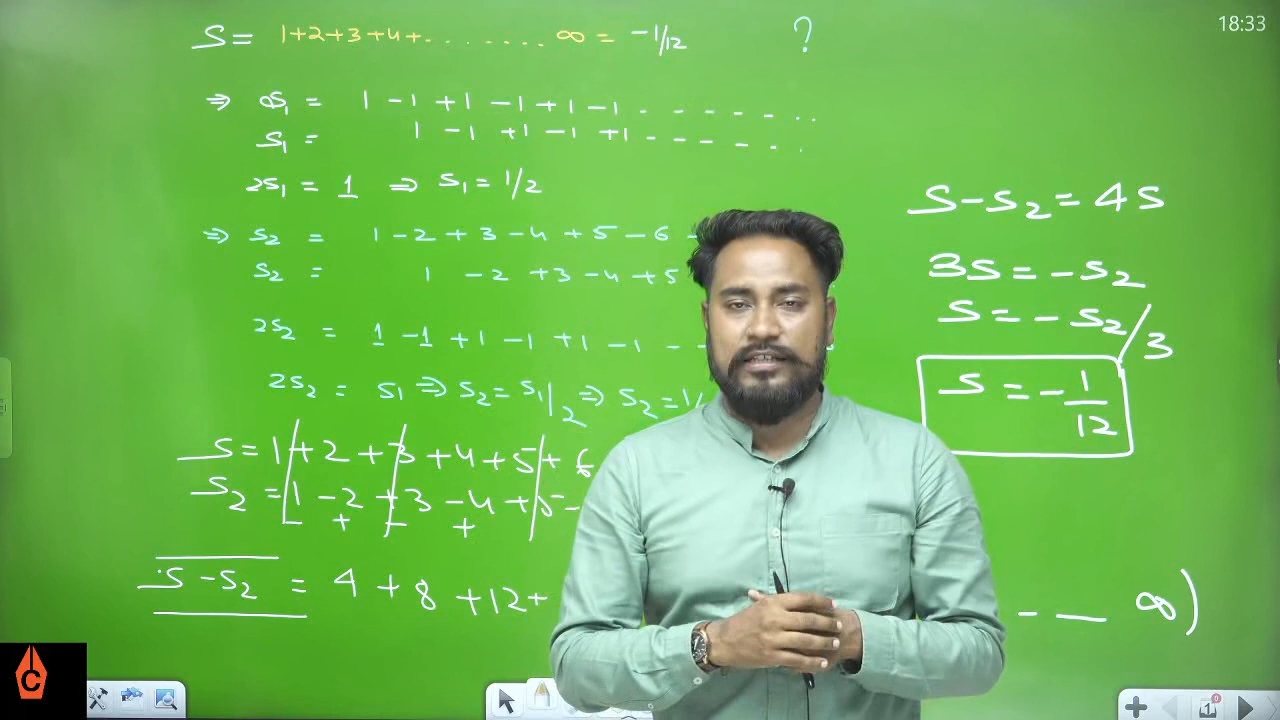 18:33
S = 1+2+3+4+........∞ = -1/12 ?
⇒ S₁ = 1 -1 +1 -1 +1 -1 ........
S₁ = 1 -1 +1 -1 +1 ......
2S₁ = 1 ⇒ S₁ = 1/2
⇒ S₂ = 1 - 2 + 3 - 4 + 5 - 6 -
S₂ = 1 - 2 + 3 - 4 + 5
2S₂ = 1 -1 +1 -1 +1 -1 - -
2S₂ = S₁ ⇒ S₂ = S₁/2 ⇒ S₂ = 1/
S = 1 + 2 + 3 + 4 + 5 + 6
S₂ = 1 - 2 + 3 - 4 + 5 -
- + - +
S - S₂ = 4 + 8 + 12 + - - ∞)
S - S₂ = 4S
3S = -S₂
S = -S₂/3
S = -1/12
C
1